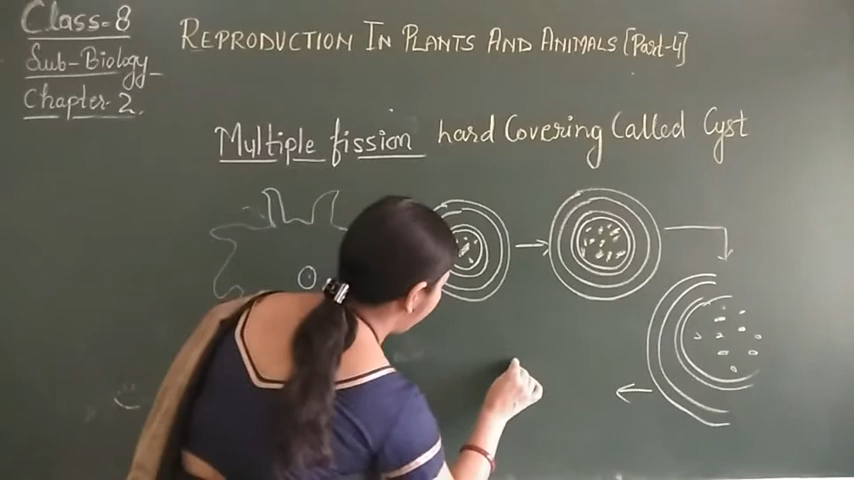 Class-8
Sub-Biology
Chapter-2.
REPRODUCTION IN PLANTS AND ANIMALS [Part-4]
Multiple fission hard Covering Called Cyst